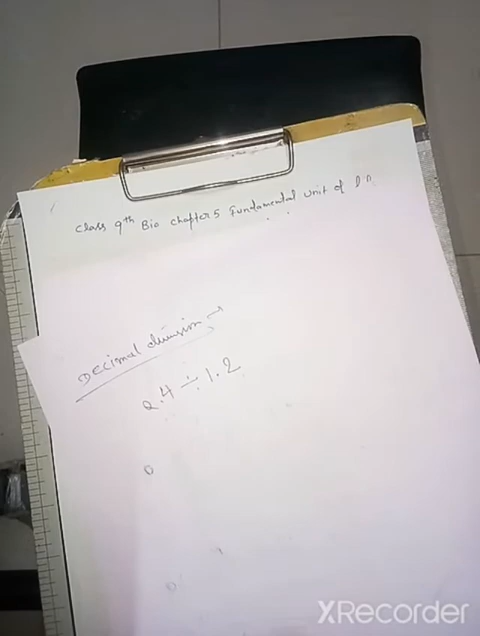 Class 9th Bio chapter 5 Fundamental unit of
Decimal division →
2.4 ÷ 1.2
XRecorder